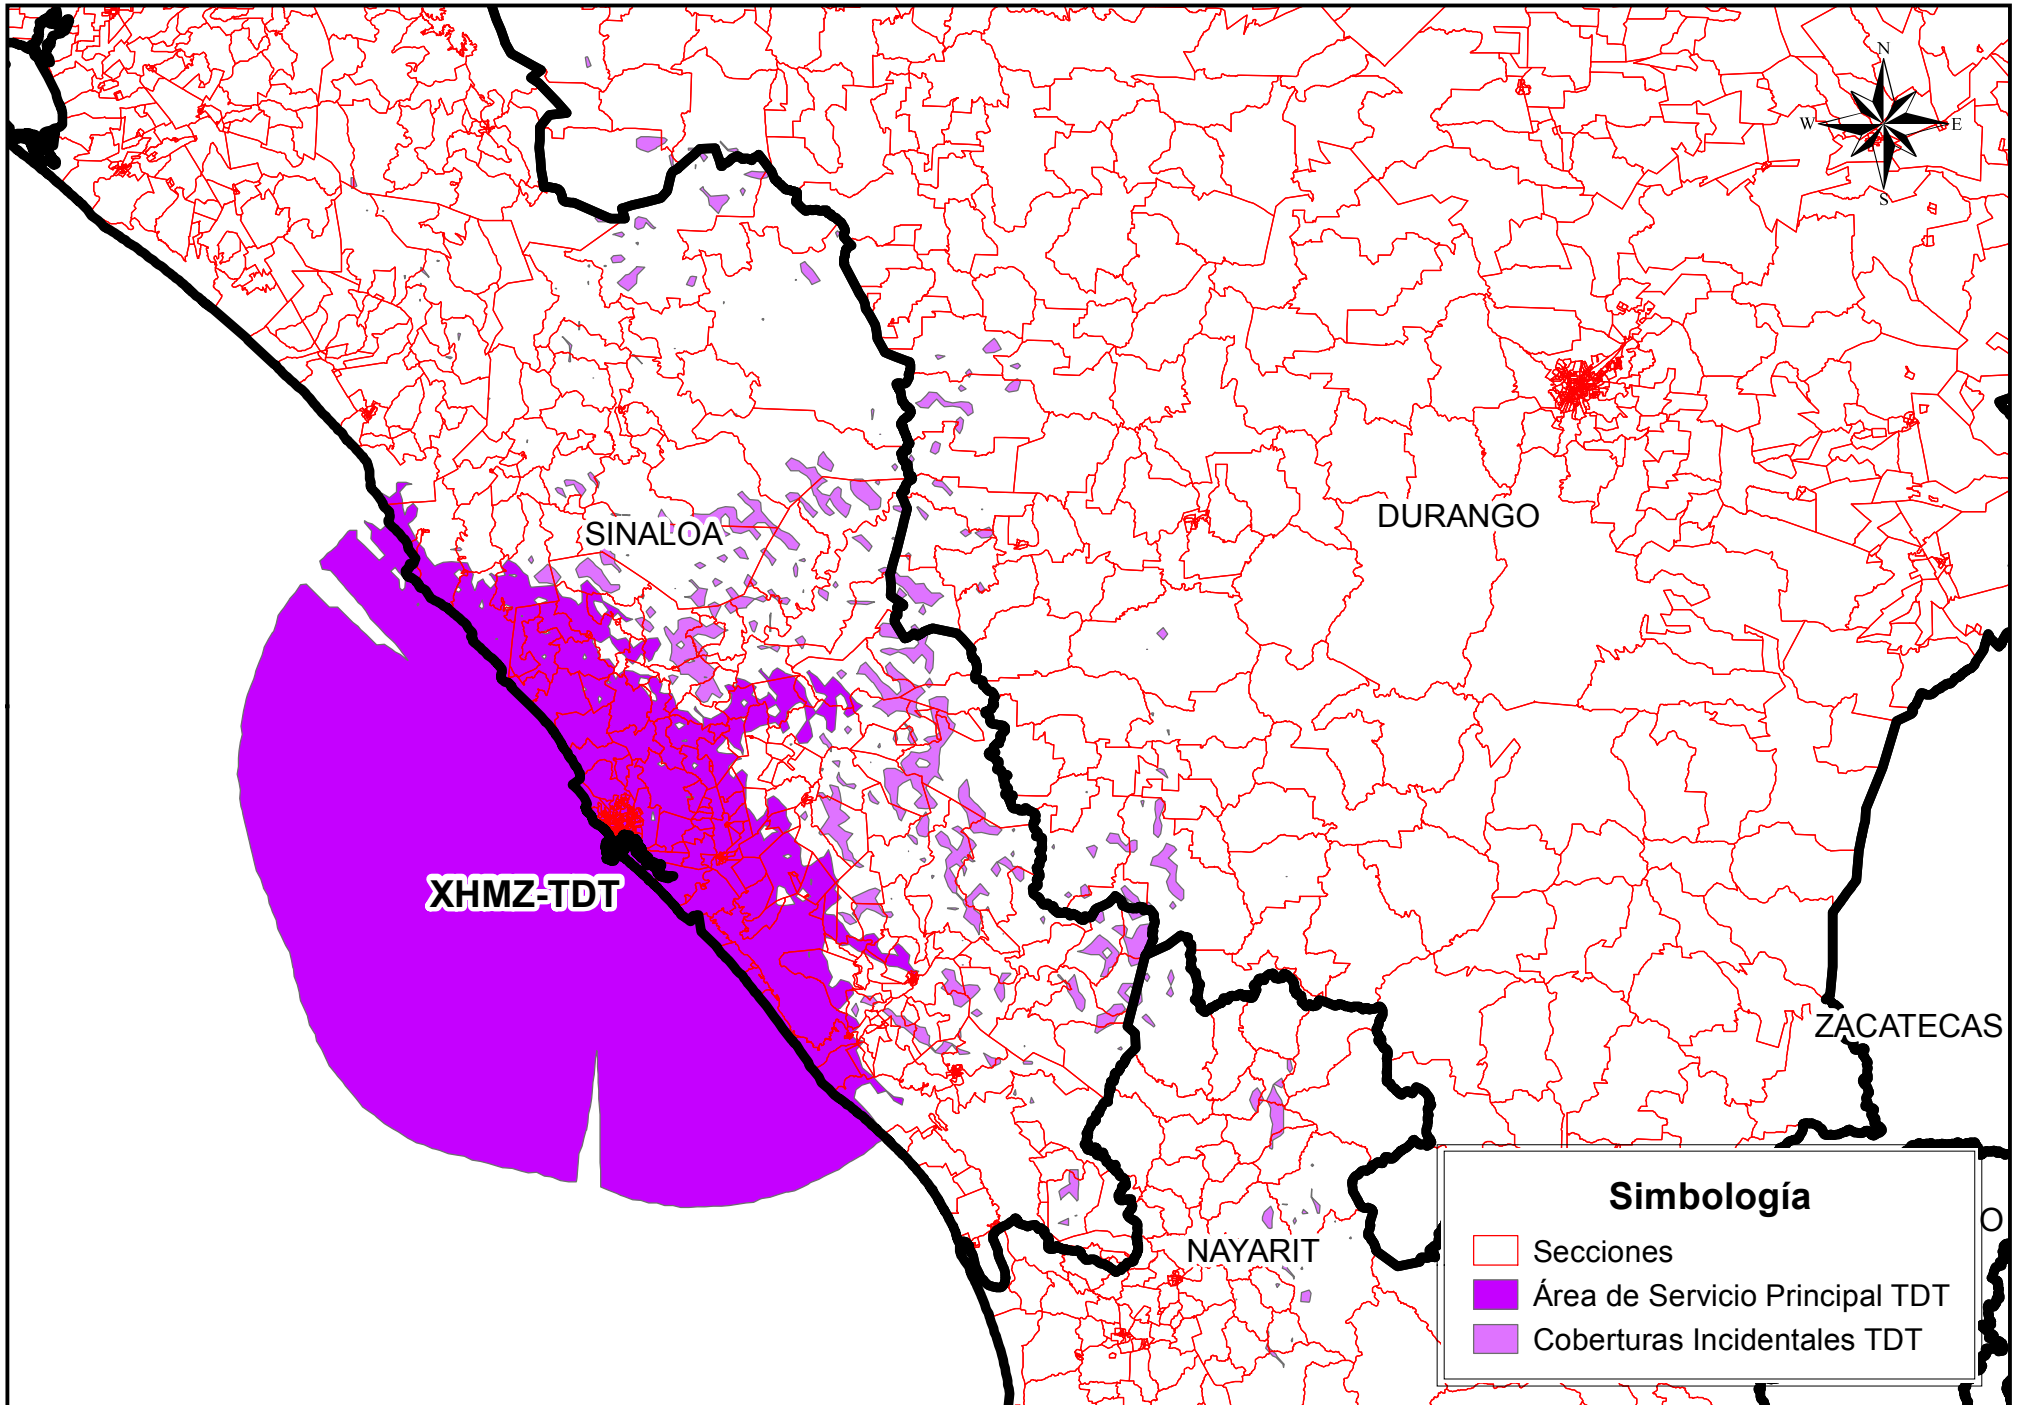 N
W E
S
SINALOA
DURANGO
XHMZ-TDT
ZACATECAS
NAYARIT
O
Simbología
Secciones
Área de Servicio Principal TDT
Coberturas Incidentales TDT